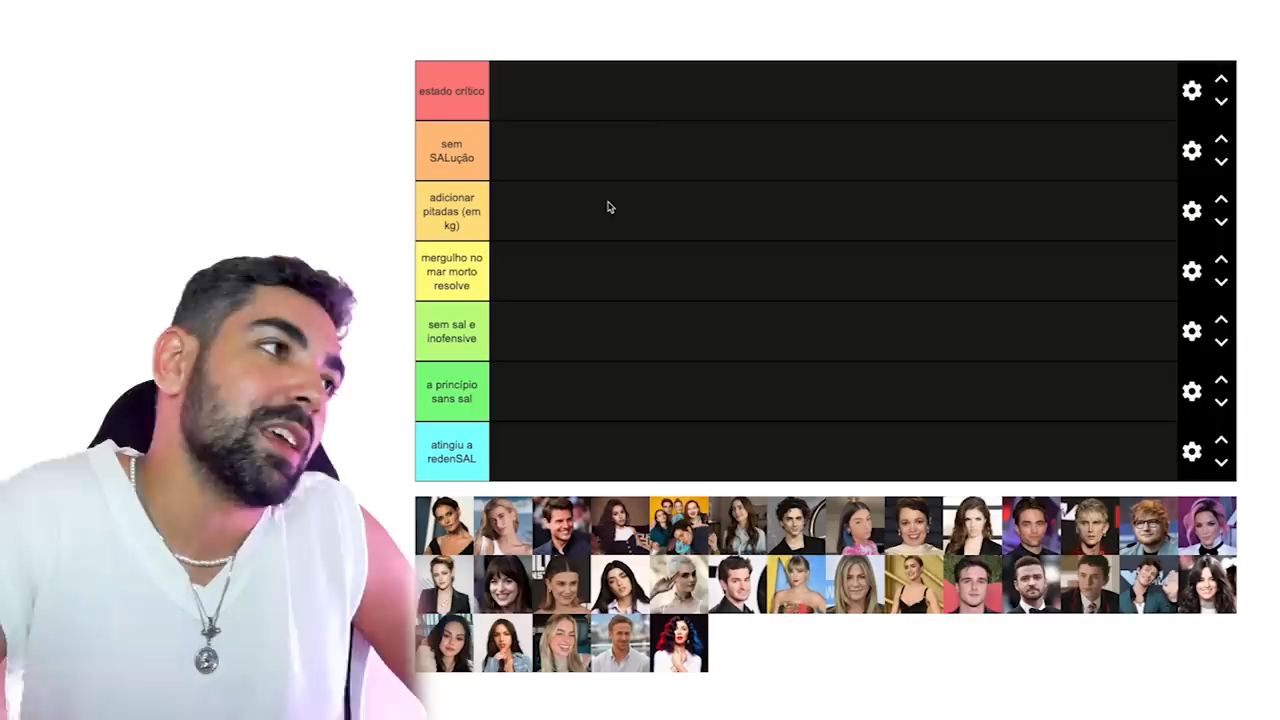 estado crítico
sem
SALução
adicionar
pitadas (em
kg)
mergulho no
mar morto
resolve
sem sal e
inofensive
a princípio
sans sal
atingiu a
redenSAL